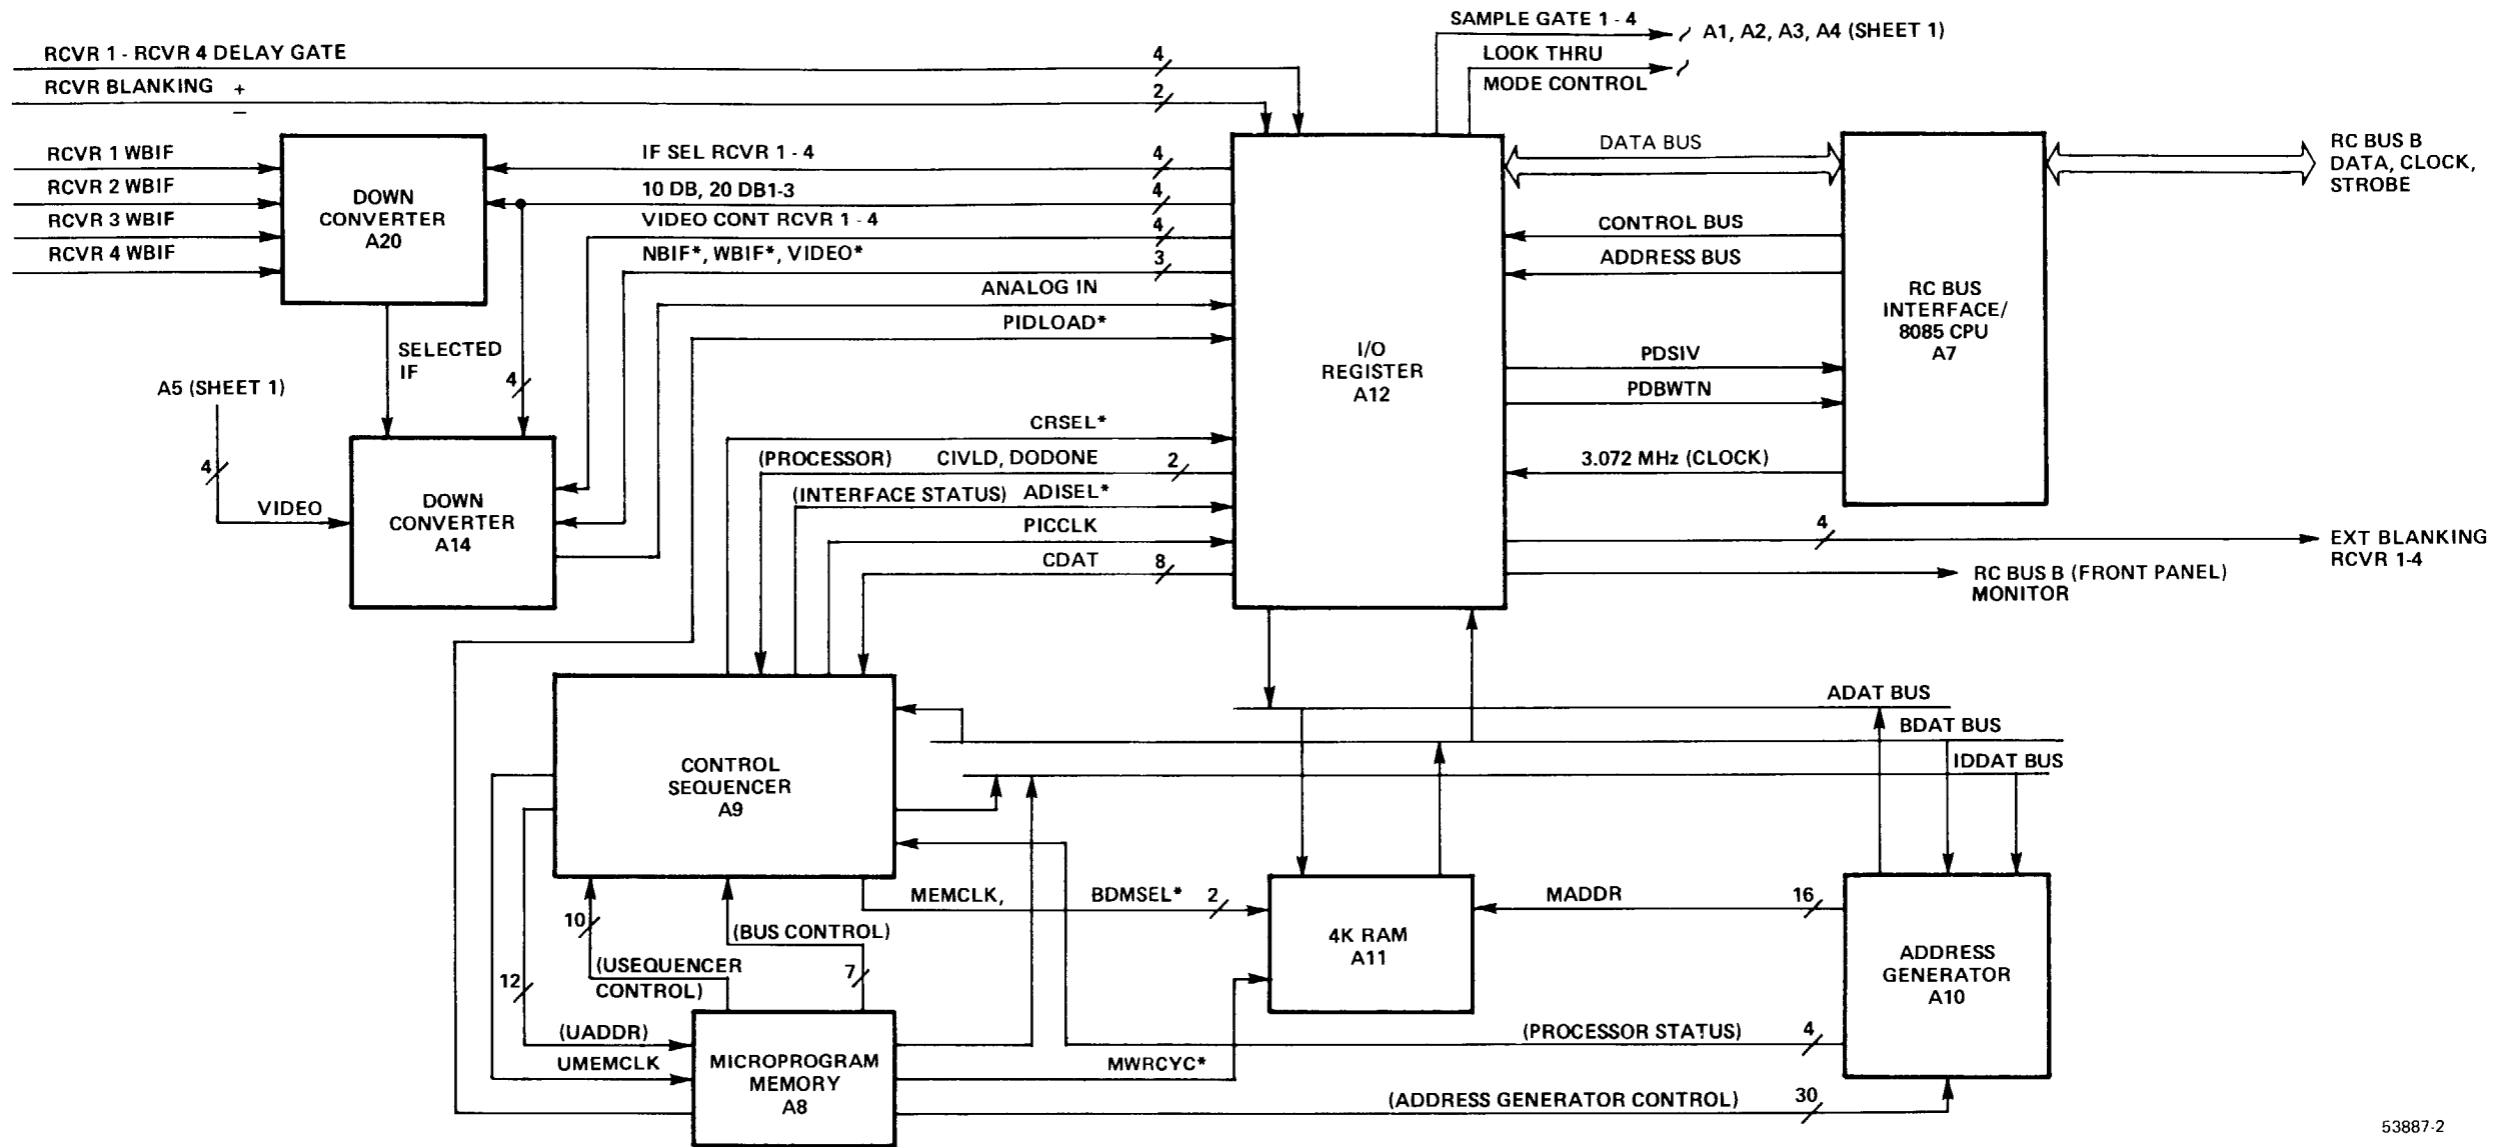 SAMPLE GATE 1 - 4
A1, A2, A3, A4 (SHEET 1)
LOOK THRU
MODE CONTROL
RCVR 1 - RCVR 4 DELAY GATE
4
RCVR BLANKING +
−
2
RCVR 1 WBIF
RCVR 2 WBIF
RCVR 3 WBIF
RCVR 4 WBIF
DOWN
CONVERTER
A20
IF SEL RCVR 1 - 4
4
10 DB, 20 DB1-3
4
VIDEO CONT RCVR 1 - 4
4
NBIF*, WBIF*, VIDEO*
3
ANALOG IN
PIDLOAD*
SELECTED
IF
4
A5 (SHEET 1)
4
VIDEO
DOWN
CONVERTER
A14
CRSEL*
(PROCESSOR) CIVLD, DODONE
2
(INTERFACE STATUS) ADISEL*
PICCLK
CDAT
8
I/O
REGISTER
A12
DATA BUS
CONTROL BUS
ADDRESS BUS
PDSIV
PDBWTN
3.072 MHz (CLOCK)
RC BUS
INTERFACE/
8085 CPU
A7
RC BUS B
DATA, CLOCK,
STROBE
4
EXT BLANKING
RCVR 1-4
RC BUS B (FRONT PANEL)
MONITOR
ADAT BUS
BDAT BUS
IDDAT BUS
CONTROL
SEQUENCER
A9
MEMCLK, BDMSEL*
2
10
(BUS CONTROL)
7
(USEQUENCER
CONTROL)
12
(UADDR)
UMEMCLK
MICROPROGRAM
MEMORY
A8
4K RAM
A11
MADDR
16
ADDRESS
GENERATOR
A10
(PROCESSOR STATUS)
4
MWRCYC*
(ADDRESS GENERATOR CONTROL)
30
53887-2